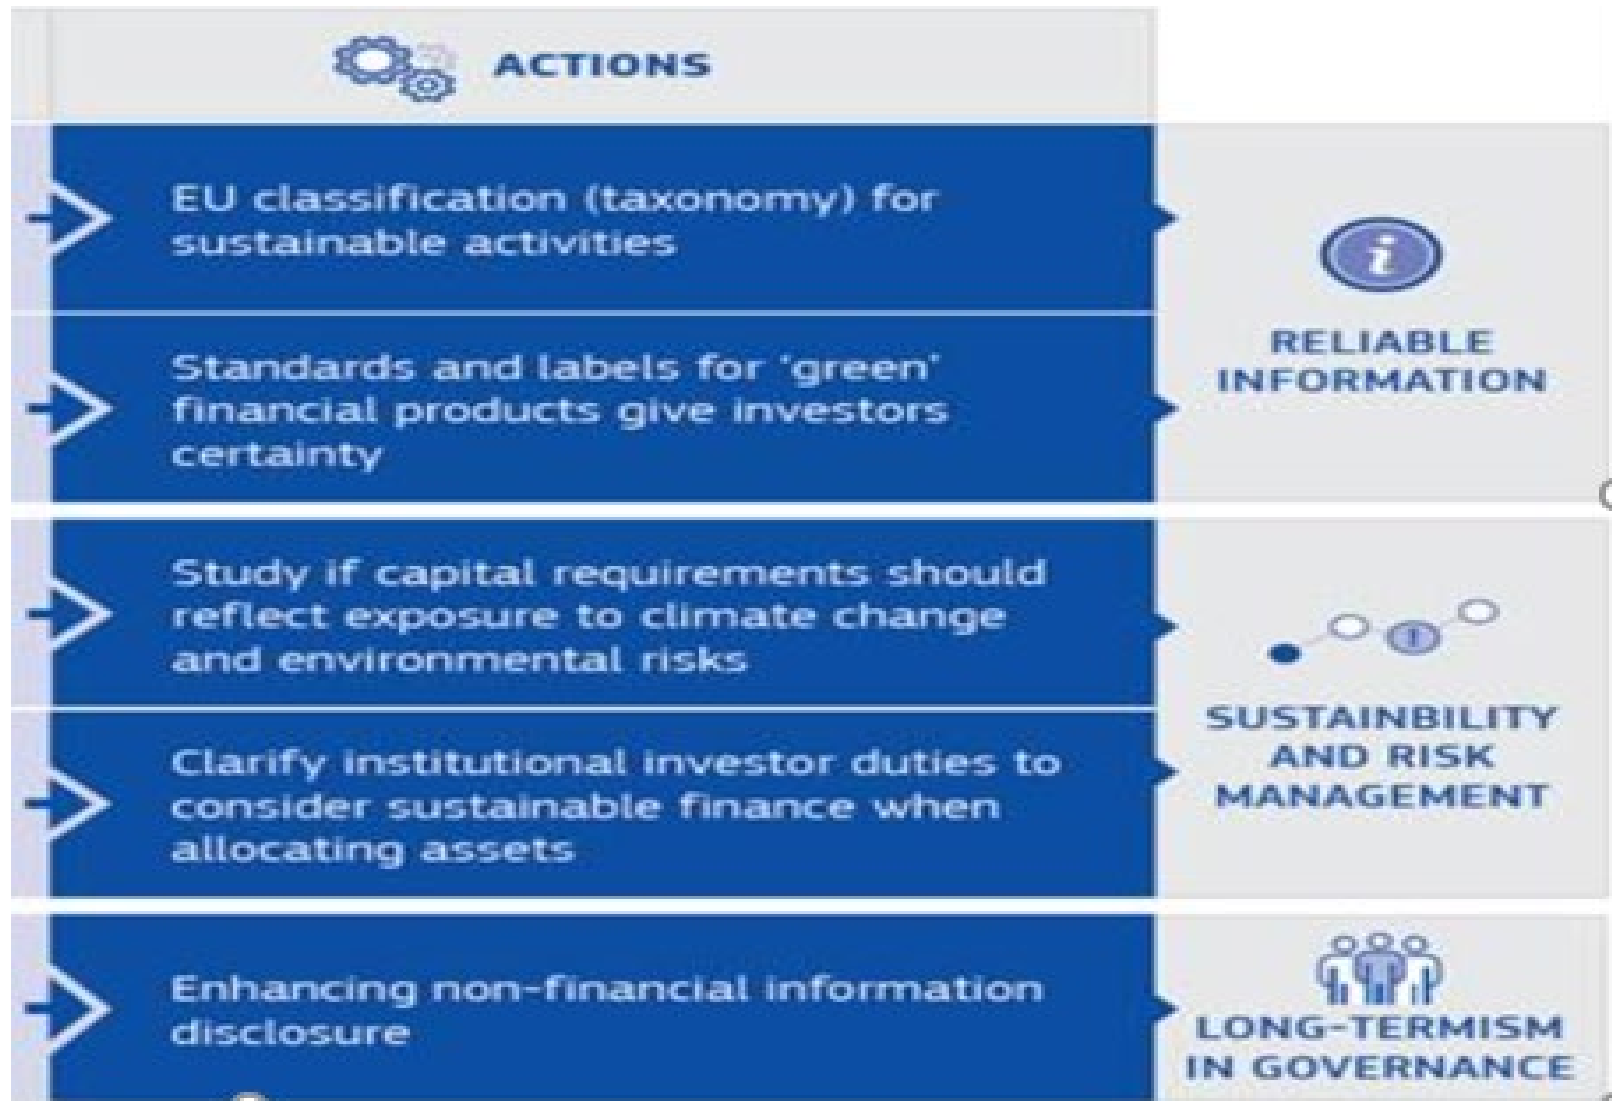 ACTIONS
EU classification (taxonomy) for
sustainable activities
Standards and labels for ‘green’
financial products give investors
certainty
RELIABLE
INFORMATION
Study if capital requirements should
reflect exposure to climate change
and environmental risks
Clarify institutional investor duties to
consider sustainable finance when
allocating assets
SUSTAINBILITY
AND RISK
MANAGEMENT
Enhancing non-financial information
disclosure
LONG-TERMISM
IN GOVERNANCE